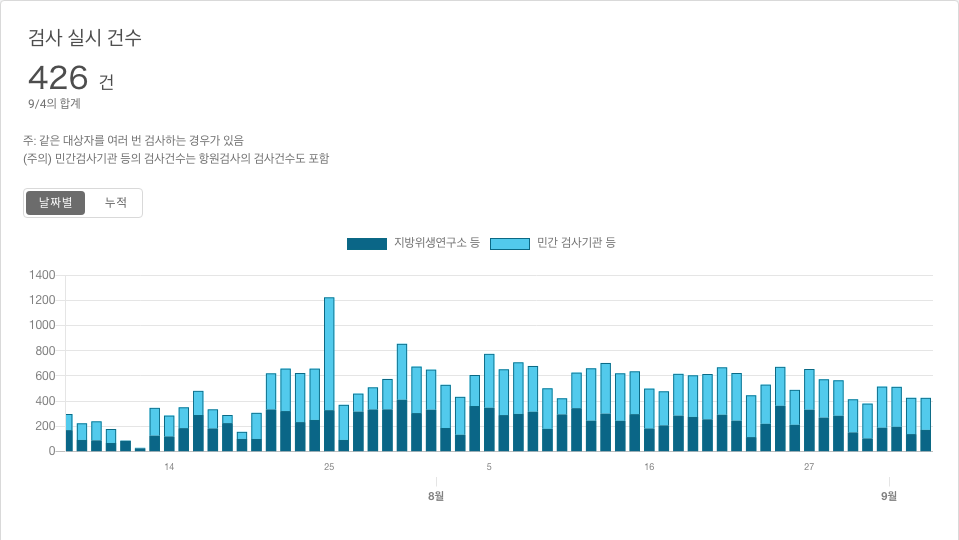 검사 실시 건수
426 건
9/4의 합계
주: 같은 대상자를 여러 번 검사하는 경우가 있음
(주의) 민간검사기관 등의 검사건수는 항원검사의 검사건수도 포함
날짜별 누적
지방위생연구소 등 민간 검사기관 등
1400
1200
1000
800
600
400
200
0
14 25 5 16 27
8월 9월